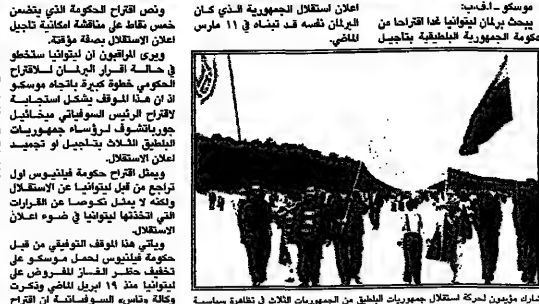 موسكو - ا.ف.ب:
يبحث برلمان ليتوانيا غدا اقتراحا من
حكومة الجمهورية البلطيقية بتأجيل
اعلان استقلال الجمهورية الذي كان
البرلمان نفسه قد تبناه في ١١ مارس
الماضي.
شارك مؤيدون لحركة استقلال جمهوريات البلطيق من الجمهوريات الثلاث في تظاهرة سياسية
ونص اقتراح الحكومة الذي يتضمن
خمس نقاط على مناقشة امكانية تأجيل
اعلان الاستقلال بصفة مؤقتة.
ويرى المراقبون ان ليتوانيا ستخطو
في حالة اقرار البرلمان للاقتراح
الحكومي خطوة كبيرة باتجاه موسكو
اذ ان هذا الموقف يشكل استجابة
لاقتراح الرئيس السوفياتي ميخائيل
جورباتشوف لرؤساء جمهوريات
البلطيق الثلاث بتأجيل او تجميد
اعلان الاستقلال.
ويمثل اقتراح حكومة فيلنيوس اول
تراجع من قبل ليتوانيا عن الاستقلال
ولكنه لا يمثل نكوصا عن القرارات
التي اتخذتها ليتوانيا في ضوء اعلان
الاستقلال.
ويأتي هذا الموقف التوفيقي من قبل
حكومة فيلنيوس لحمل موسكو على
تخفيف حظر الغاز المفروض على
ليتوانيا منذ ١٩ ابريل الماضي وذكرت
وكالة «تاس» السوفياتية ان اقتراح